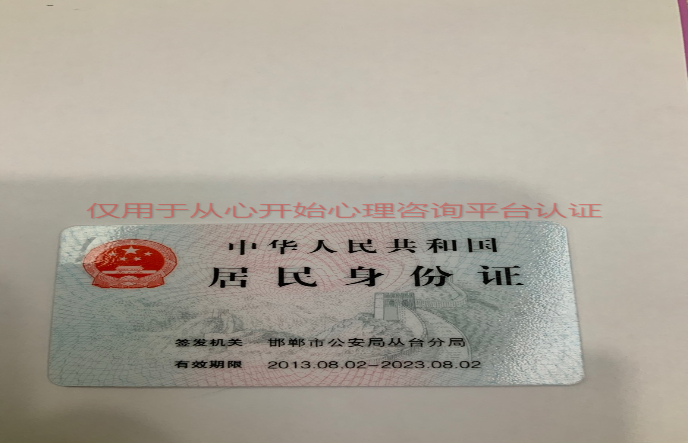 仅用于从心开始心理咨询平台认证
中华人民共和国
居民身份证
签发机关 邯郸市公安局丛台分局
有效期限 2013.08.02-2023.08.02